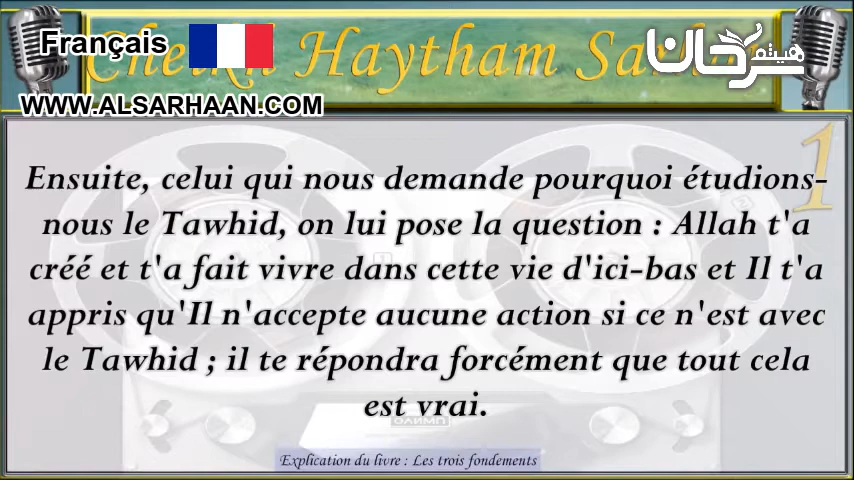 Français
Cheikh Haytham Sarhan
هيثم سرحان
WWW.ALSARHAAN.COM
1
Ensuite, celui qui nous demande pourquoi étudions-
nous le Tawhid, on lui pose la question : Allah t'a
créé et t'a fait vivre dans cette vie d'ici-bas et Il t'a
appris qu'Il n'accepte aucune action si ce n'est avec
le Tawhid ; il te répondra forcément que tout cela
est vrai.
Explication du livre : Les trois fondements